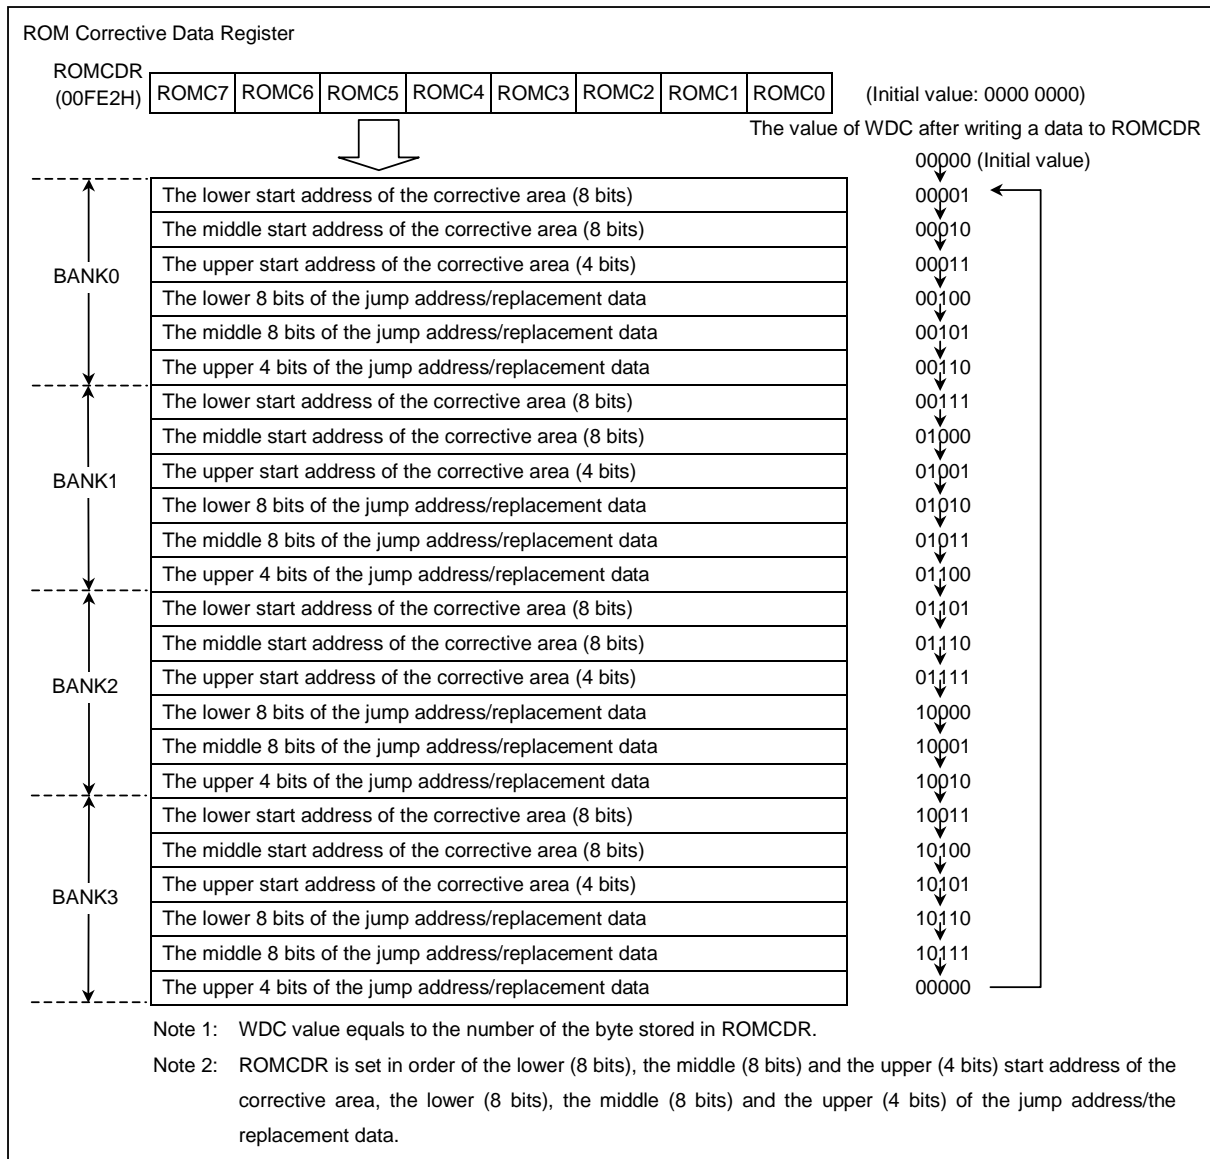 ROM Corrective Data Register
ROMCDR
(00FE2H)
ROMC7 ROMC6 ROMC5 ROMC4 ROMC3 ROMC2 ROMC1 ROMC0 (Initial value: 0000 0000)
The value of WDC after writing a data to ROMCDR
00000 (Initial value)
BANK0
The lower start address of the corrective area (8 bits) 00001
The middle start address of the corrective area (8 bits) 00010
The upper start address of the corrective area (4 bits) 00011
The lower 8 bits of the jump address/replacement data 00100
The middle 8 bits of the jump address/replacement data 00101
The upper 4 bits of the jump address/replacement data 00110
BANK1
The lower start address of the corrective area (8 bits) 00111
The middle start address of the corrective area (8 bits) 01000
The upper start address of the corrective area (4 bits) 01001
The lower 8 bits of the jump address/replacement data 01010
The middle 8 bits of the jump address/replacement data 01011
The upper 4 bits of the jump address/replacement data 01100
BANK2
The lower start address of the corrective area (8 bits) 01101
The middle start address of the corrective area (8 bits) 01110
The upper start address of the corrective area (4 bits) 01111
The lower 8 bits of the jump address/replacement data 10000
The middle 8 bits of the jump address/replacement data 10001
The upper 4 bits of the jump address/replacement data 10010
BANK3
The lower start address of the corrective area (8 bits) 10011
The middle start address of the corrective area (8 bits) 10100
The upper start address of the corrective area (4 bits) 10101
The lower 8 bits of the jump address/replacement data 10110
The middle 8 bits of the jump address/replacement data 10111
The upper 4 bits of the jump address/replacement data 00000
Note 1: WDC value equals to the number of the byte stored in ROMCDR.
Note 2: ROMCDR is set in order of the lower (8 bits), the middle (8 bits) and the upper (4 bits) start address of the
corrective area, the lower (8 bits), the middle (8 bits) and the upper (4 bits) of the jump address/the
replacement data.